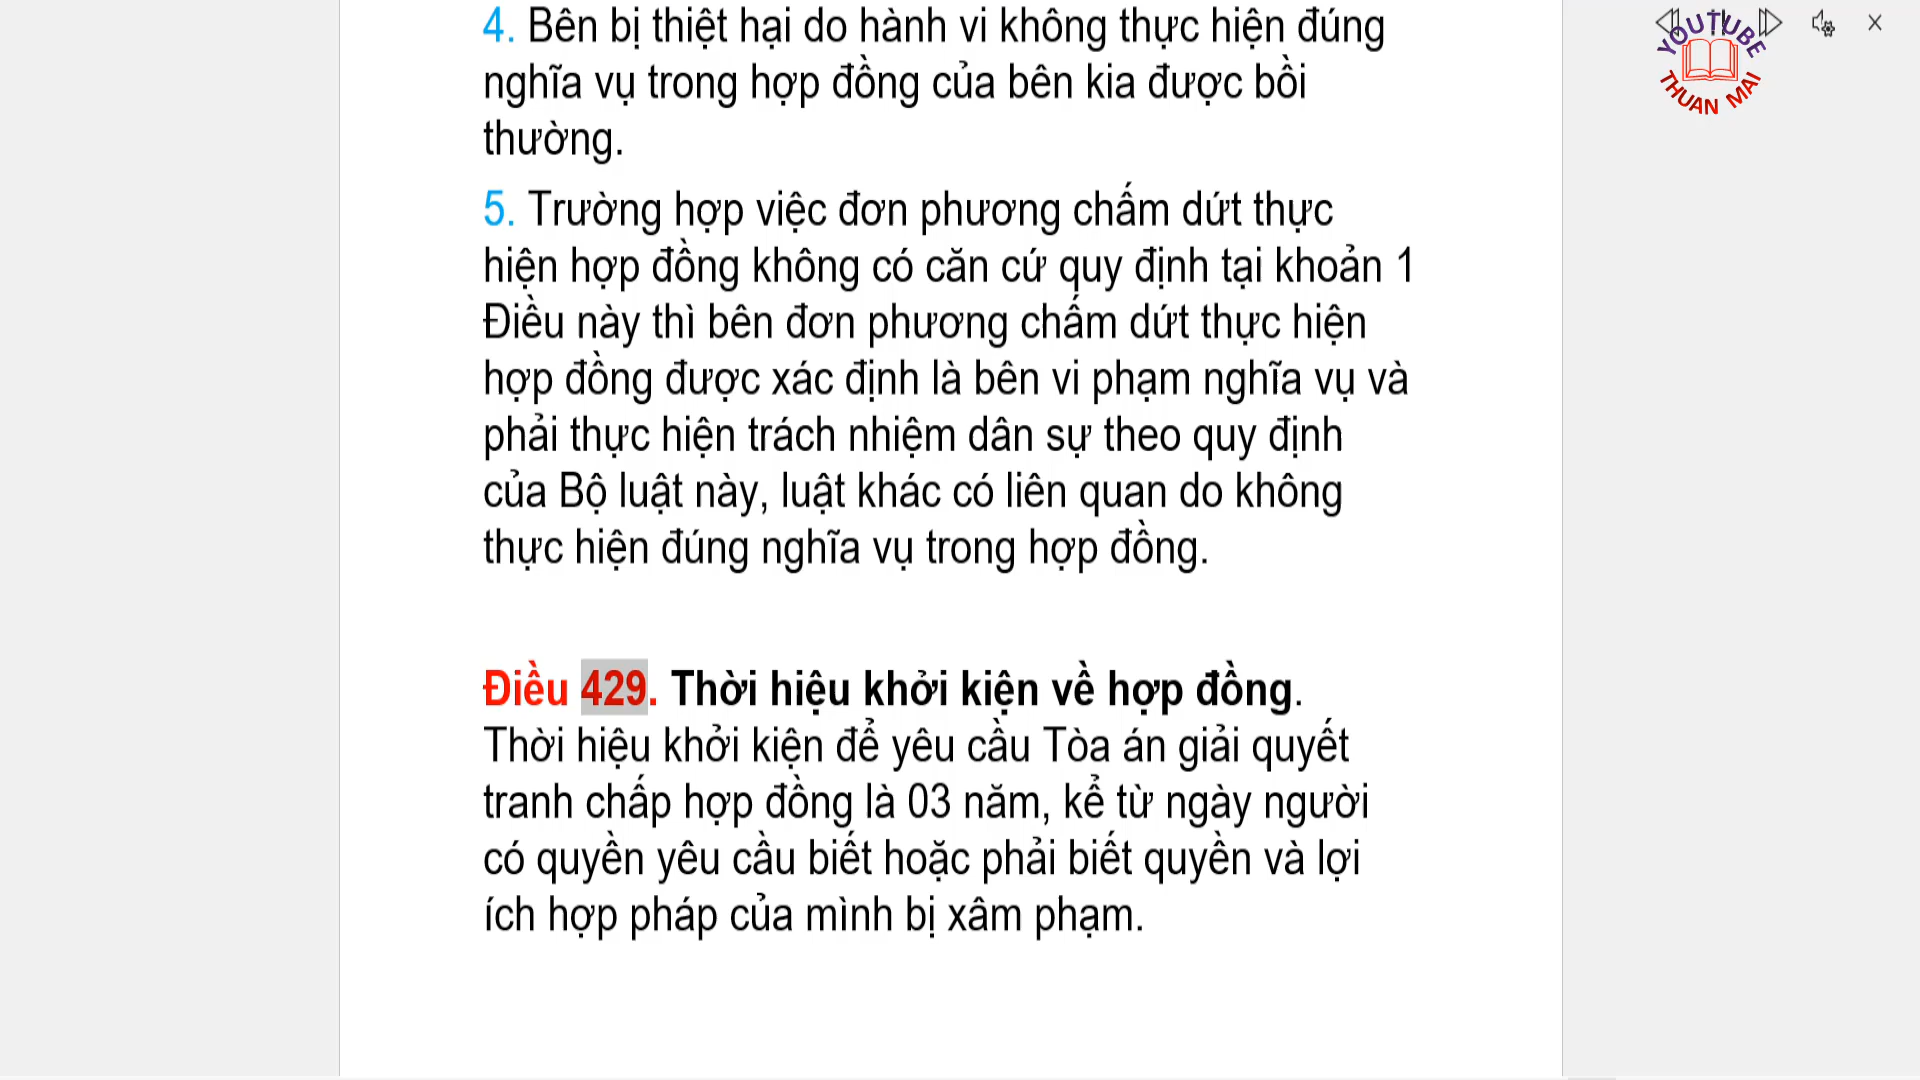 4. Bên bị thiệt hại do hành vi không thực hiện đúng
nghĩa vụ trong hợp đồng của bên kia được bồi
thường.
5. Trường hợp việc đơn phương chấm dứt thực
hiện hợp đồng không có căn cứ quy định tại khoản 1
Điều này thì bên đơn phương chấm dứt thực hiện
hợp đồng được xác định là bên vi phạm nghĩa vụ và
phải thực hiện trách nhiệm dân sự theo quy định
của Bộ luật này, luật khác có liên quan do không
thực hiện đúng nghĩa vụ trong hợp đồng.
Điều 429. Thời hiệu khởi kiện về hợp đồng.
Thời hiệu khởi kiện để yêu cầu Tòa án giải quyết
tranh chấp hợp đồng là 03 năm, kể từ ngày người
có quyền yêu cầu biết hoặc phải biết quyền và lợi
ích hợp pháp của mình bị xâm phạm.
YOUTUBE
THUAN MAI